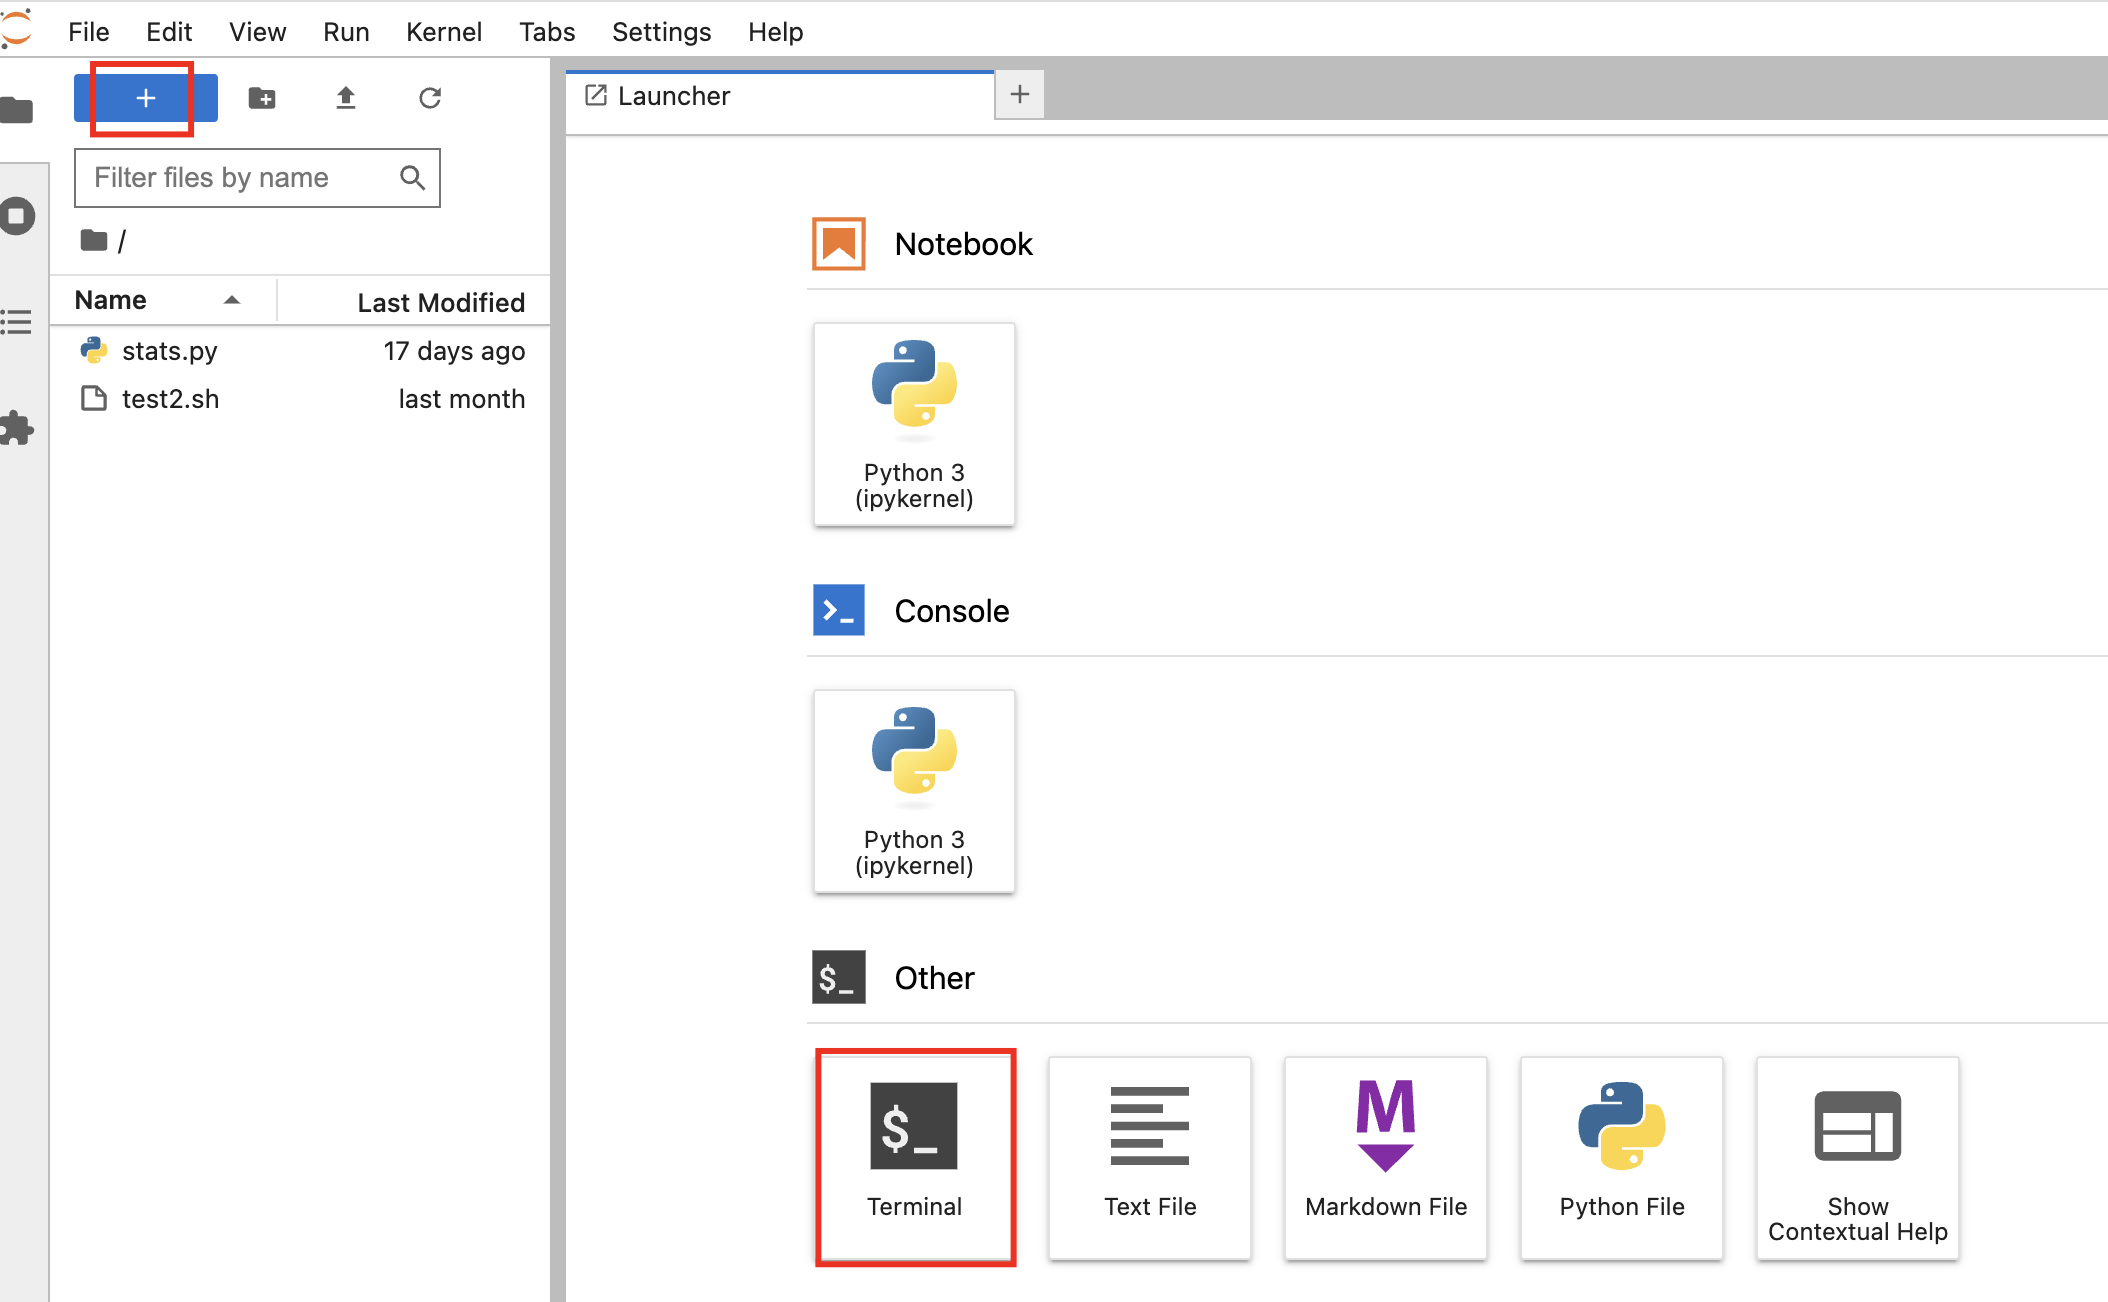 File Edit View Run Kernel Tabs Settings Help
+
Launcher
+
Filter files by name
/
Name Last Modified
stats.py 17 days ago
test2.sh last month
Notebook
Python 3
(ipykernel)
>_ Console
Python 3
(ipykernel)
$_ Other
$_
Terminal
Text File
M
Markdown File
Python File
Show
Contextual Help